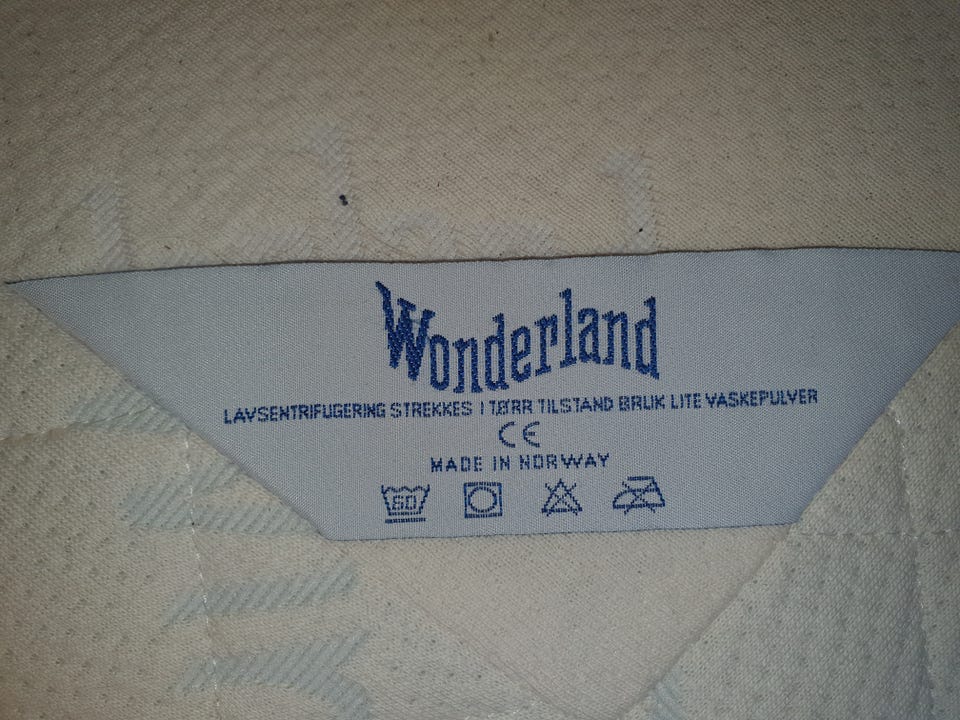 Wonderland
LAVSENTRIFUGERING STREKKES I TØRR TILSTAND BRUK LITE VASKEPULVER
CE
MADE IN NORWAY
60